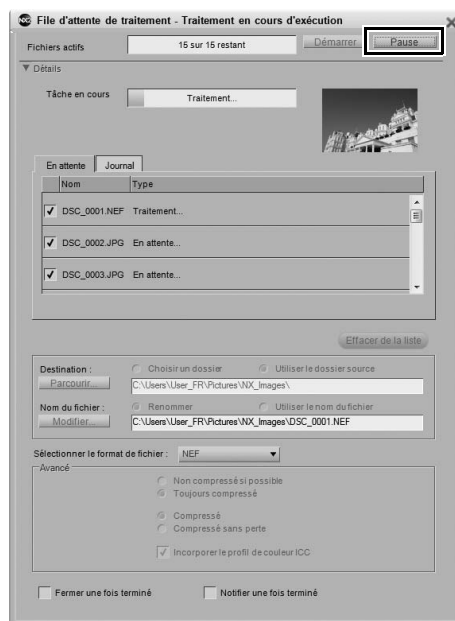 NX2 File d'attente de traitement - Traitement en cours d'exécution
Fichiers actifs 15 sur 15 restant Démarrer Pause
Détails
Tâche en cours Traitement...
En attente Journal
Nom Type
DSC_0001.NEF Traitement...
DSC_0002.JPG En attente...
DSC_0003.JPG En attente...
Effacer de la liste
Destination : Choisir un dossier Utiliser le dossier source
Parcourir... C:\Users\User_FR\Pictures\NX_Images\
Nom du fichier : Renommer Utiliser le nom du fichier
Modifier... C:\Users\User_FR\Pictures\NX_Images\DSC_0001.NEF
Sélectionner le format de fichier : NEF
Avancé
Non compressé si possible
Toujours compressé
Compressé
Compressé sans perte
Incorporer le profil de couleur ICC
Fermer une fois terminé Notifier une fois terminé